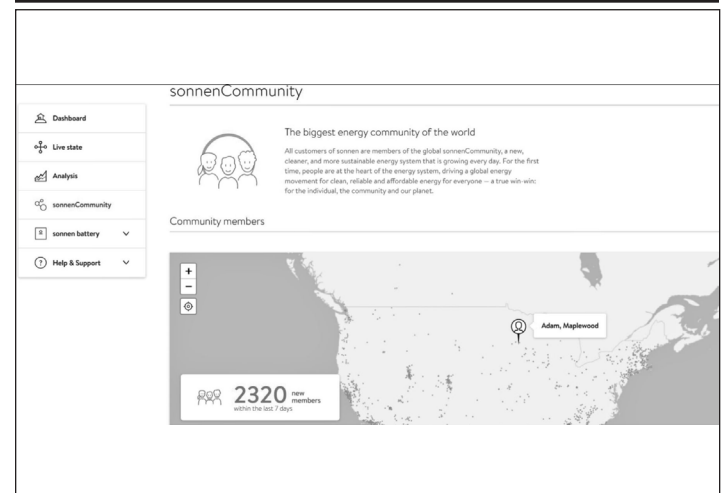 sonnenCommunity
Dashboard
Live state
Analysis
sonnenCommunity
sonnen battery
Help & Support
The biggest energy community of the world
All customers of sonnen are members of the global sonnenCommunity, a new,
cleaner, and more sustainable energy system that is growing every day. For the first
time, people are at the heart of the energy system, driving a global energy
movement for clean, reliable and affordable energy for everyone — a true win-win:
for the individual, the community and our planet.
Community members
+
−
Adam, Maplewood
2320 new members
within the last 7 days